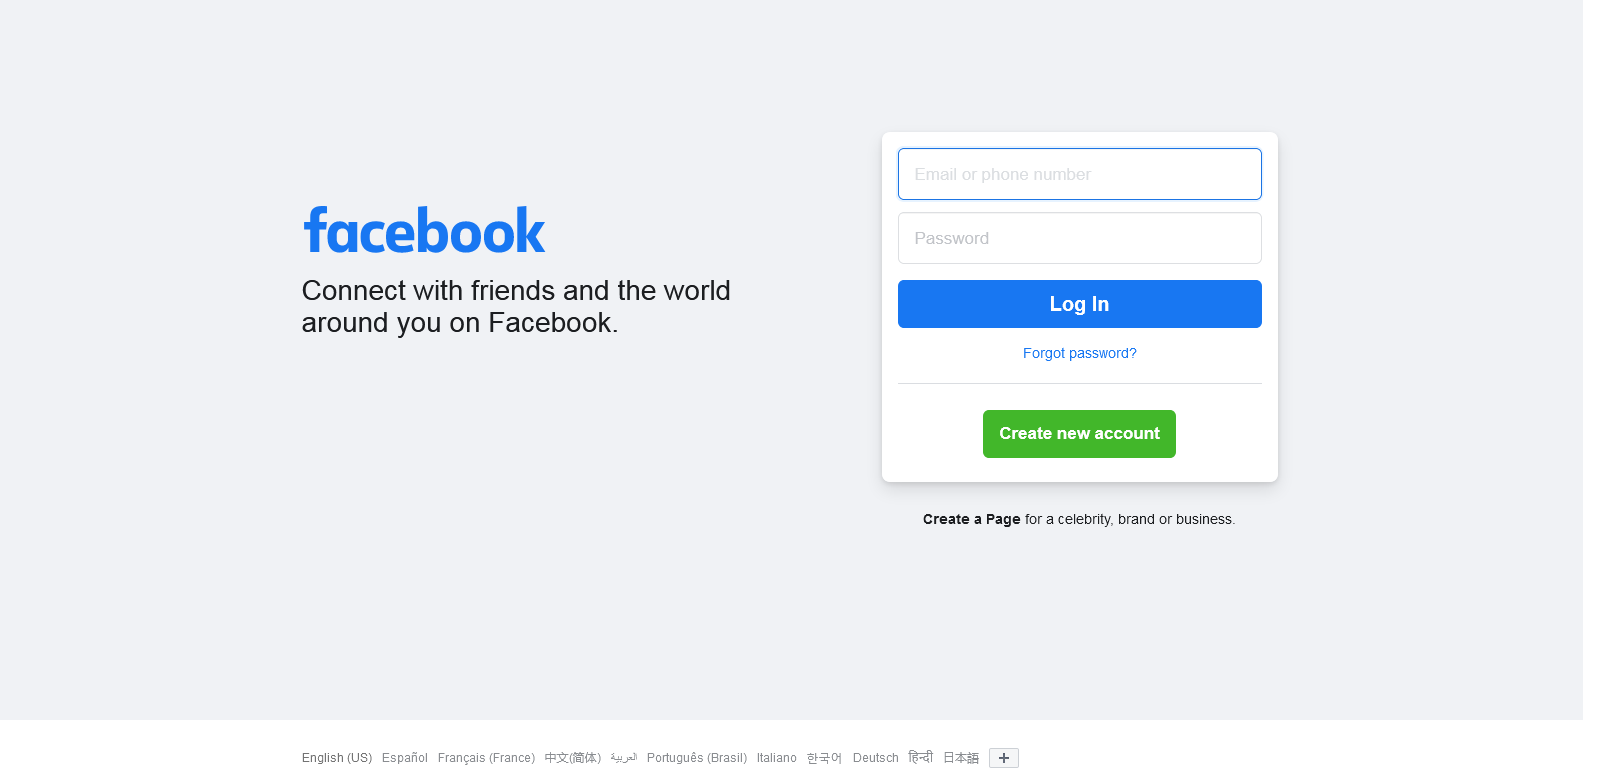 facebook
Connect with friends and the world
around you on Facebook.
Email or phone number
Password
Log In
Forgot password?
Create new account
Create a Page for a celebrity, brand or business.
English (US) Español Français (France) 中文(简体) العربية Português (Brasil) Italiano 한국어 Deutsch हिन्दी 日本語 +